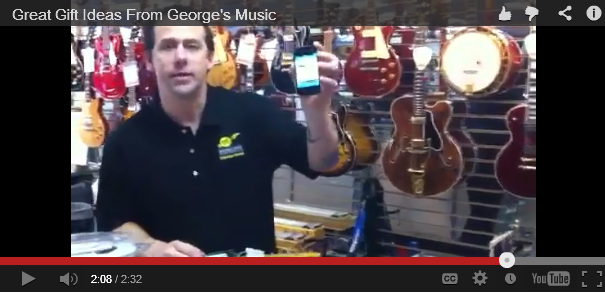 Great Gift Ideas From George's Music
2:08 / 2:32
CC
YouTube